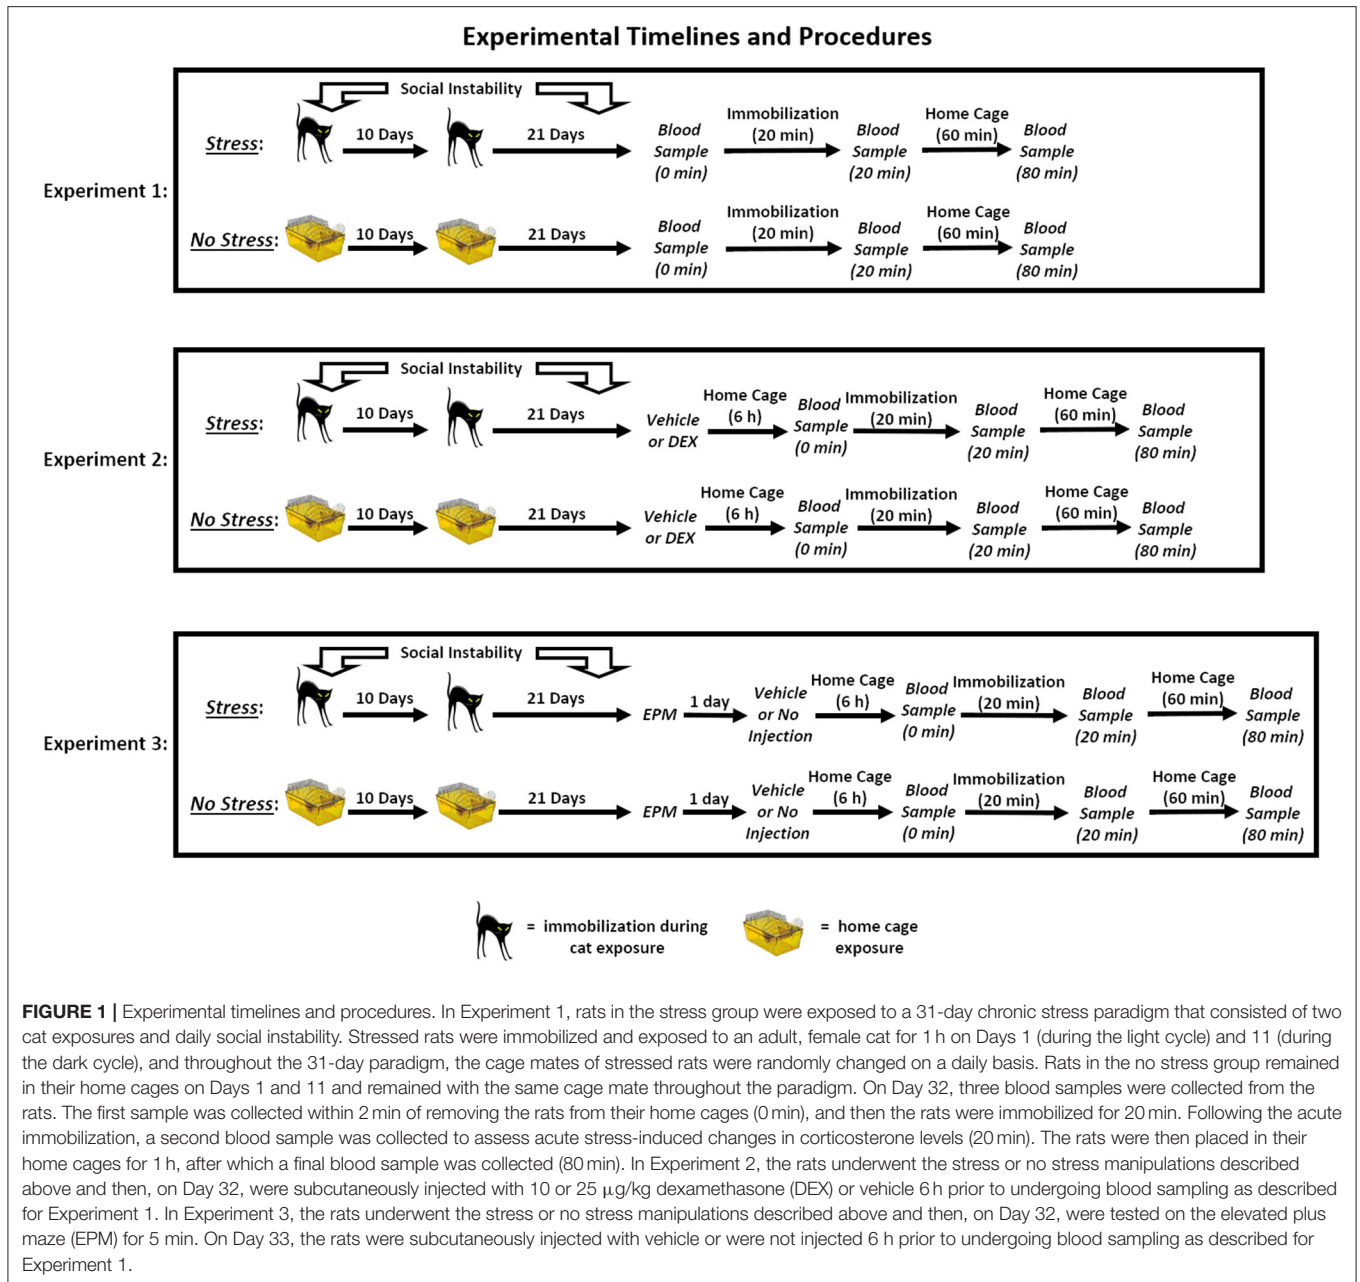 Experimental Timelines and Procedures
Experiment 1:
Social Instability
Stress:
10 Days
21 Days
Blood
Sample
(0 min)
Immobilization
(20 min)
Blood
Sample
(20 min)
Home Cage
(60 min)
Blood
Sample
(80 min)
No Stress:
10 Days
21 Days
Blood
Sample
(0 min)
Immobilization
(20 min)
Blood
Sample
(20 min)
Home Cage
(60 min)
Blood
Sample
(80 min)
Experiment 2:
Social Instability
Stress:
10 Days
21 Days
Vehicle
or DEX
Home Cage
(6 h)
Blood
Sample
(0 min)
Immobilization
(20 min)
Blood
Sample
(20 min)
Home Cage
(60 min)
Blood
Sample
(80 min)
No Stress:
10 Days
21 Days
Vehicle
or DEX
Home Cage
(6 h)
Blood
Sample
(0 min)
Immobilization
(20 min)
Blood
Sample
(20 min)
Home Cage
(60 min)
Blood
Sample
(80 min)
Experiment 3:
Social Instability
Stress:
10 Days
21 Days
EPM
1 day
Vehicle
or No
Injection
Home Cage
(6 h)
Blood
Sample
(0 min)
Immobilization
(20 min)
Blood
Sample
(20 min)
Home Cage
(60 min)
Blood
Sample
(80 min)
No Stress:
10 Days
21 Days
EPM
1 day
Vehicle
or No
Injection
Home Cage
(6 h)
Blood
Sample
(0 min)
Immobilization
(20 min)
Blood
Sample
(20 min)
Home Cage
(60 min)
Blood
Sample
(80 min)
= immobilization during
cat exposure
= home cage
exposure
FIGURE 1 | Experimental timelines and procedures. In Experiment 1, rats in the stress group were exposed to a 31-day chronic stress paradigm that consisted of two
cat exposures and daily social instability. Stressed rats were immobilized and exposed to an adult, female cat for 1 h on Days 1 (during the light cycle) and 11 (during
the dark cycle), and throughout the 31-day paradigm, the cage mates of stressed rats were randomly changed on a daily basis. Rats in the no stress group remained
in their home cages on Days 1 and 11 and remained with the same cage mate throughout the paradigm. On Day 32, three blood samples were collected from the
rats. The first sample was collected within 2 min of removing the rats from their home cages (0 min), and then the rats were immobilized for 20 min. Following the acute
immobilization, a second blood sample was collected to assess acute stress-induced changes in corticosterone levels (20 min). The rats were then placed in their
home cages for 1 h, after which a final blood sample was collected (80 min). In Experiment 2, the rats underwent the stress or no stress manipulations described
above and then, on Day 32, were subcutaneously injected with 10 or 25 μg/kg dexamethasone (DEX) or vehicle 6 h prior to undergoing blood sampling as described
for Experiment 1. In Experiment 3, the rats underwent the stress or no stress manipulations described above and then, on Day 32, were tested on the elevated plus
maze (EPM) for 5 min. On Day 33, the rats were subcutaneously injected with vehicle or were not injected 6 h prior to undergoing blood sampling as described for
Experiment 1.